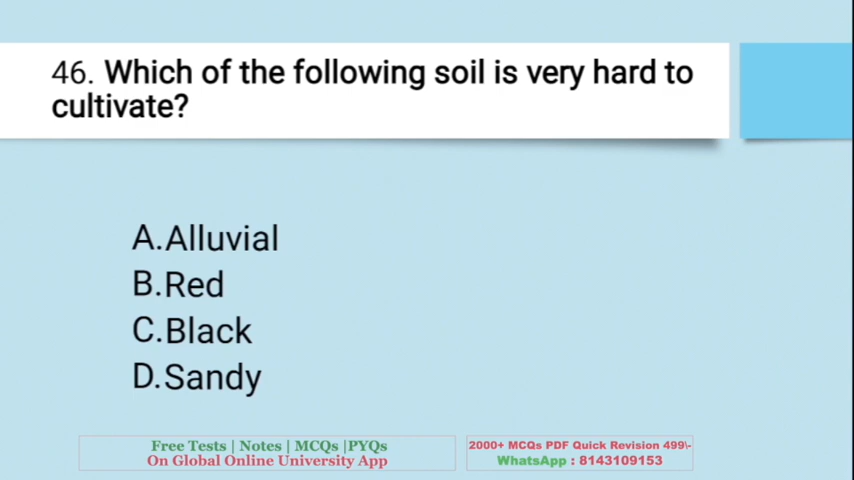 46. Which of the following soil is very hard to
cultivate?
A.Alluvial
B.Red
C.Black
D.Sandy
Free Tests | Notes | MCQs |PYQs
On Global Online University App
2000+ MCQs PDF Quick Revision 499\-
WhatsApp : 8143109153